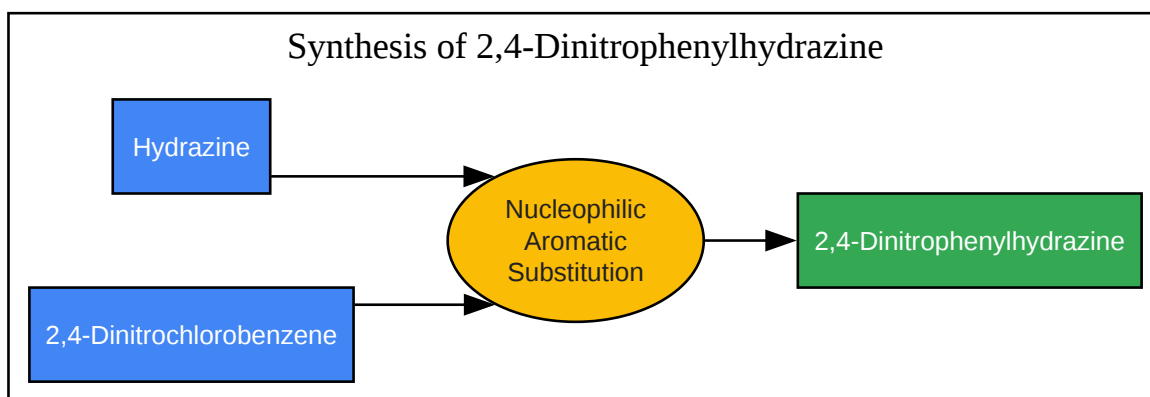 Synthesis of 2,4-Dinitrophenylhydrazine
Hydrazine
Nucleophilic
Aromatic
Substitution
2,4-Dinitrophenylhydrazine
2,4-Dinitrochlorobenzene